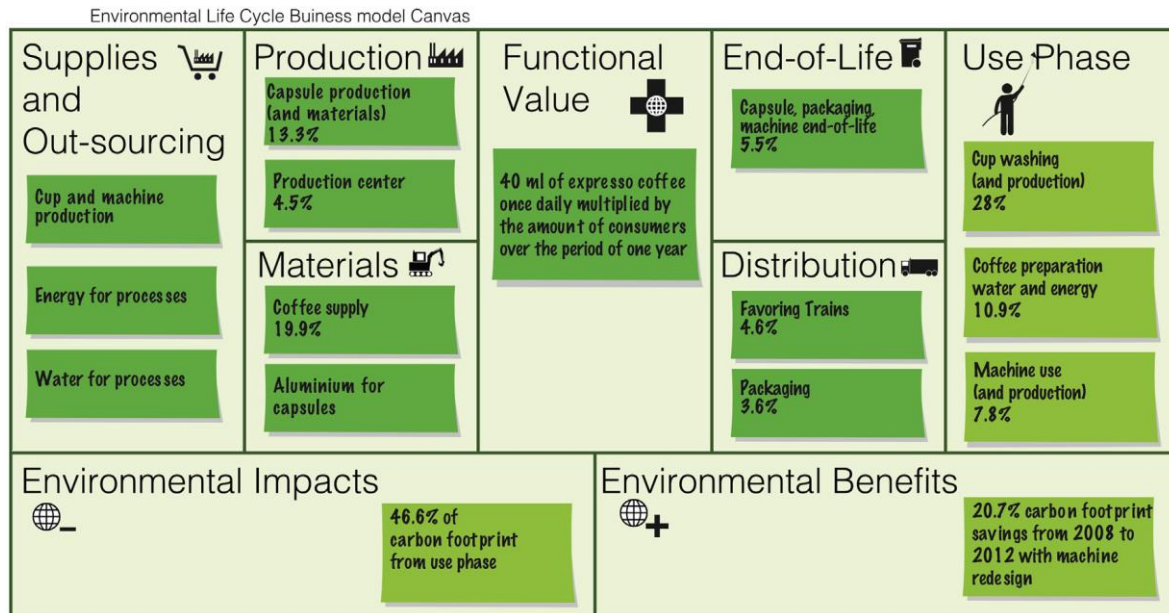 Environmental Life Cycle Buiness model Canvas
Supplies
and
Out-sourcing
Cup and machine
production
Energy for processes
Water for processes
Production
Capsule production
(and materials)
13.3%
Production center
4.5%
Materials
Coffee supply
19.9%
Aluminium for
capsules
Functional
Value
40 ml of expresso coffee
once daily multiplied by
the amount of consumers
over the period of one year
End-of-Life
Capsule, packaging,
machine end-of-life
5.5%
Distribution
Favoring Trains
4.6%
Packaging
3.6%
Use Phase
Cup washing
(and production)
28%
Coffee preparation
water and energy
10.9%
Machine use
(and production)
7.8%
Environmental Impacts
46.6% of
carbon footprint
from use phase
Environmental Benefits
20.7% carbon footprint
savings from 2008 to
2012 with machine
redesign